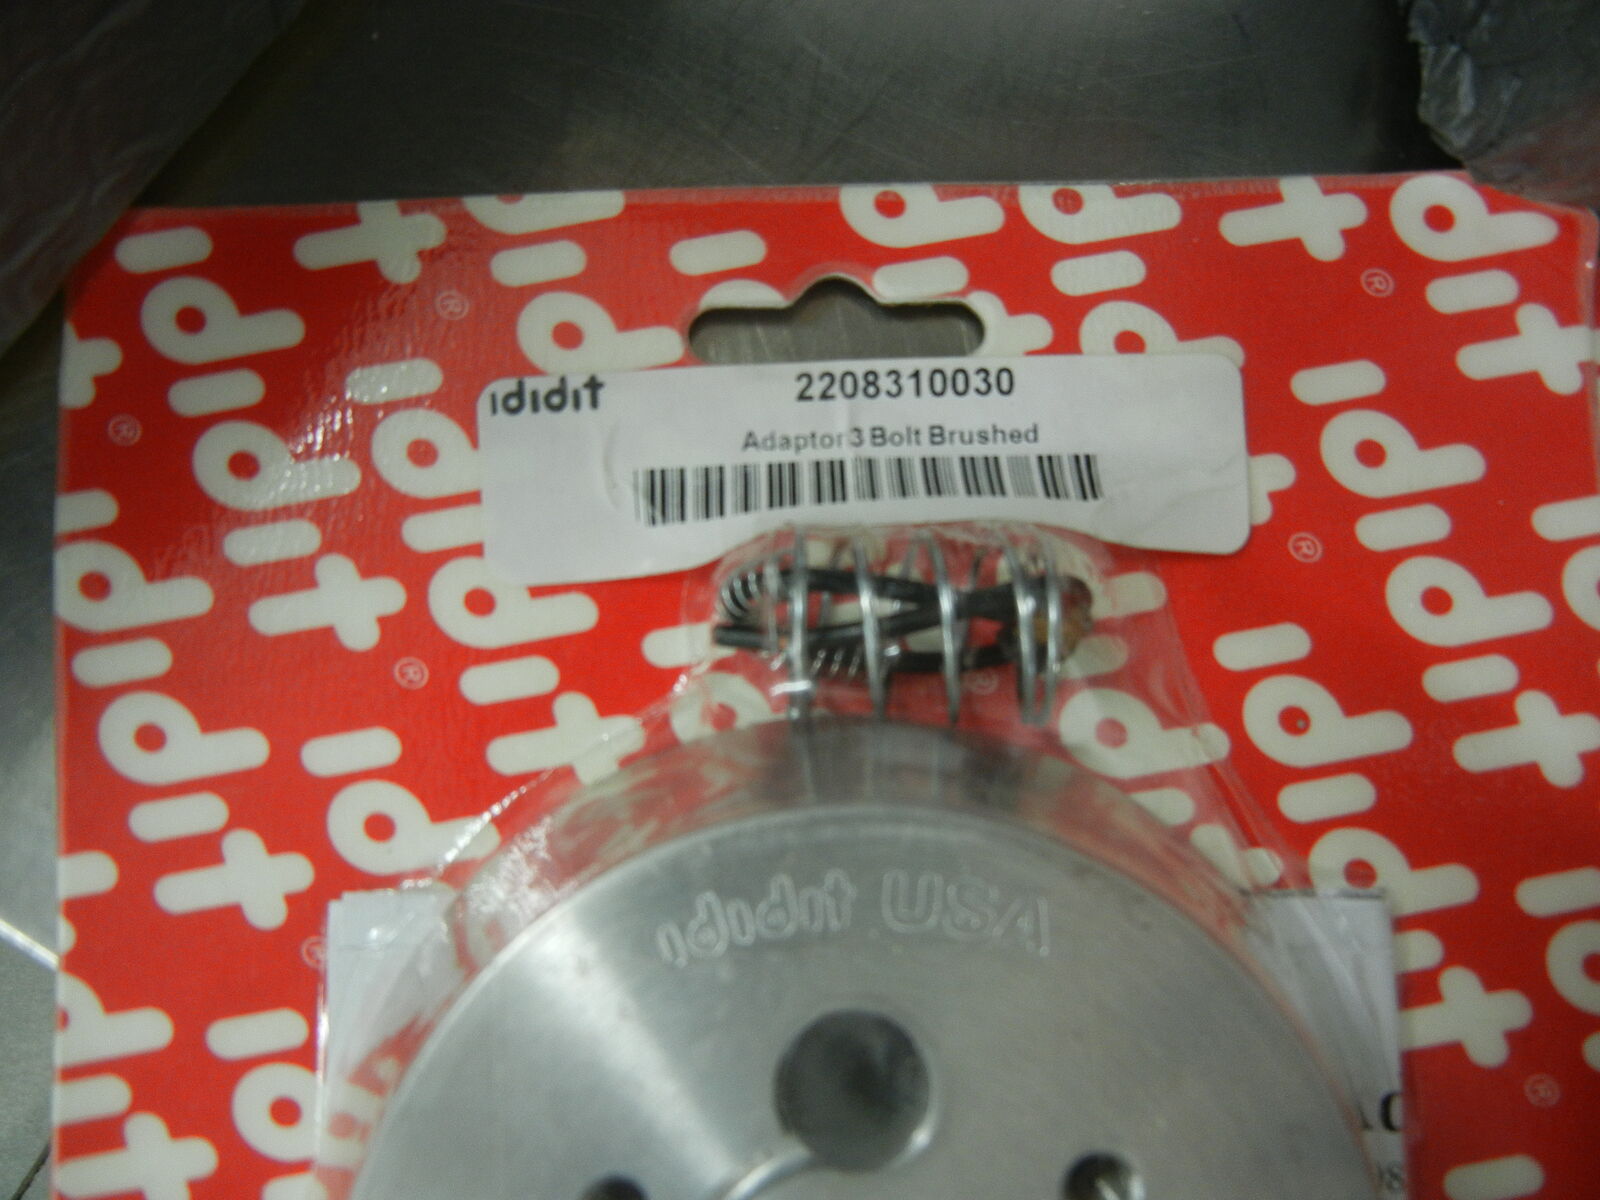 ididit
2208310030
Adaptor 3 Bolt Brushed
ididit USA